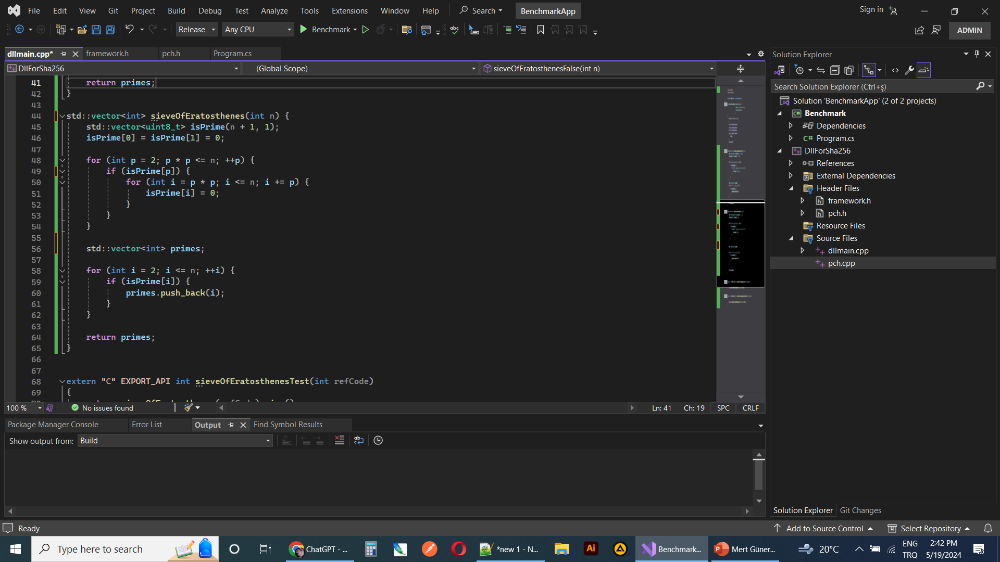 File Edit View Git Project Build Debug Test Analyze Tools Extensions Window Help Search BenchmarkApp Sign in
Release Any CPU Benchmark ADMIN
dllmain.cpp* framework.h pch.h Program.cs
DllForSha256 (Global Scope) sieveOfEratosthenesFalse(int n)
41 return primes;
42 }
43
44 std::vector<int> sieveOfEratosthenes(int n) {
45 std::vector<uint8_t> isPrime(n + 1, 1);
46 isPrime[0] = isPrime[1] = 0;
47
48 for (int p = 2; p * p <= n; ++p) {
49 if (isPrime[p]) {
50 for (int i = p * p; i <= n; i += p) {
51 isPrime[i] = 0;
52 }
53 }
54 }
55
56 std::vector<int> primes;
57
58 for (int i = 2; i <= n; ++i) {
59 if (isPrime[i]) {
60 primes.push_back(i);
61 }
62 }
63
64 return primes;
65 }
66
67
68 extern "C" EXPORT_API int sieveOfEratosthenesTest(int refCode)
69 {
100 % No issues found Ln: 41 Ch: 19 SPC CRLF
Package Manager Console Error List Output Find Symbol Results
Show output from: Build
Solution Explorer
Search Solution Explorer (Ctrl+ş)
Solution 'BenchmarkApp' (2 of 2 projects)
Benchmark
Dependencies
C# Program.cs
DllForSha256
References
External Dependencies
Header Files
framework.h
pch.h
Resource Files
Source Files
dllmain.cpp
pch.cpp
Solution Explorer Git Changes
Ready Add to Source Control Select Repository
Type here to search ChatGPT - ... *new 1 - N... Ai Benchmark... Mert Güner... 20°C ENG 2:42 PM
TRQ 5/19/2024